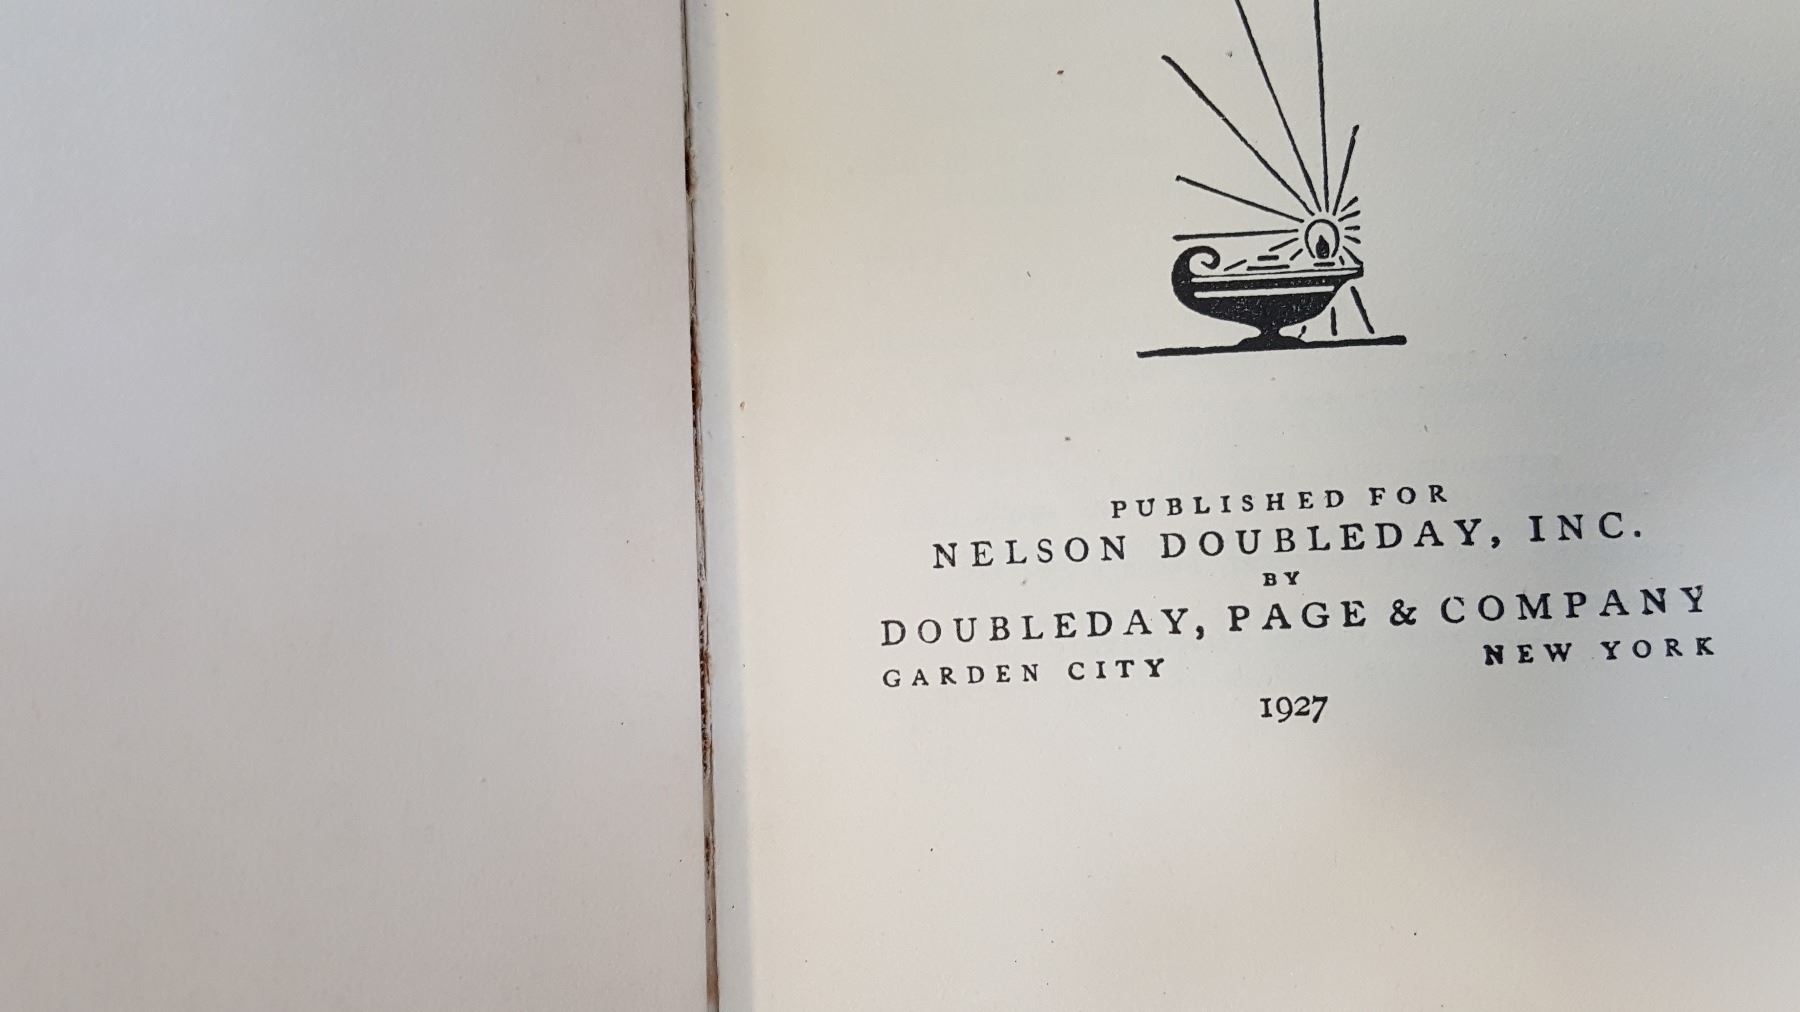 PUBLISHED FOR
NELSON DOUBLEDAY, INC.
BY
DOUBLEDAY, PAGE & COMPANY
GARDEN CITY NEW YORK
1927